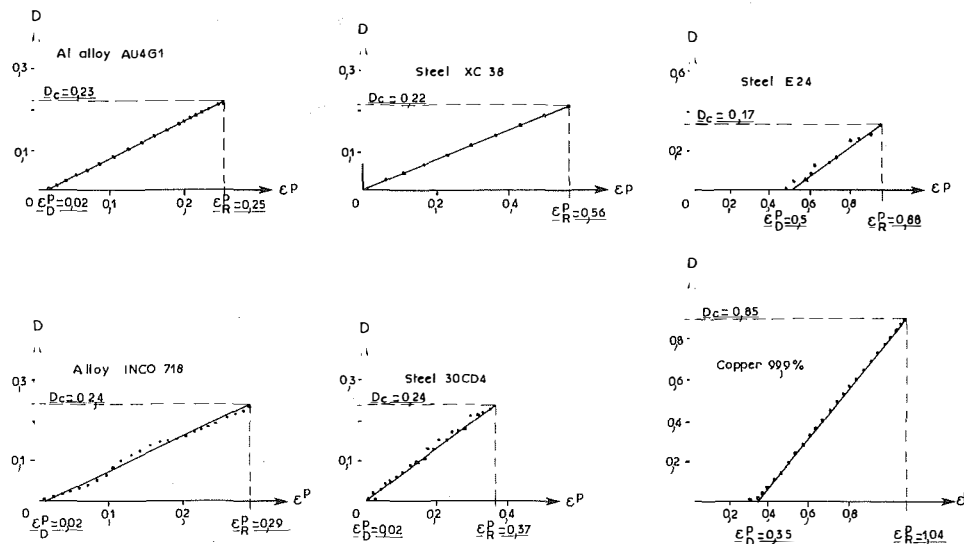 D
Al alloy AU4G1
0,3
Dc = 0,23
0,1
0
0,1
0,2
εᴾ
εᴾD = 0,02
εᴾR = 0,25
D
Steel XC 38
0,3
Dc = 0,22
0,1
0
0,2
0,4
εᴾ
εᴾR = 0,56
D
Steel E24
0,6
Dc = 0,17
0,2
0
0,2
0,4
0,6
0,8
εᴾ
εᴾD = 0,5
εᴾR = 0,88
D
Alloy INCO 718
0,3
Dc = 0,24
0,1
0
0,1
0,2
εᴾ
εᴾD = 0,02
εᴾR = 0,29
D
Steel 30CD4
0,3
Dc = 0,24
0,1
0
0,2
0,4
εᴾ
εᴾD = 0,02
εᴾR = 0,37
D
Dc = 0,85
0,8
Copper 99,9%
0,6
0,4
0,2
0
0,2
0,4
0,6
0,8
ε
εᴾD = 0,35
εᴾR = 1,04